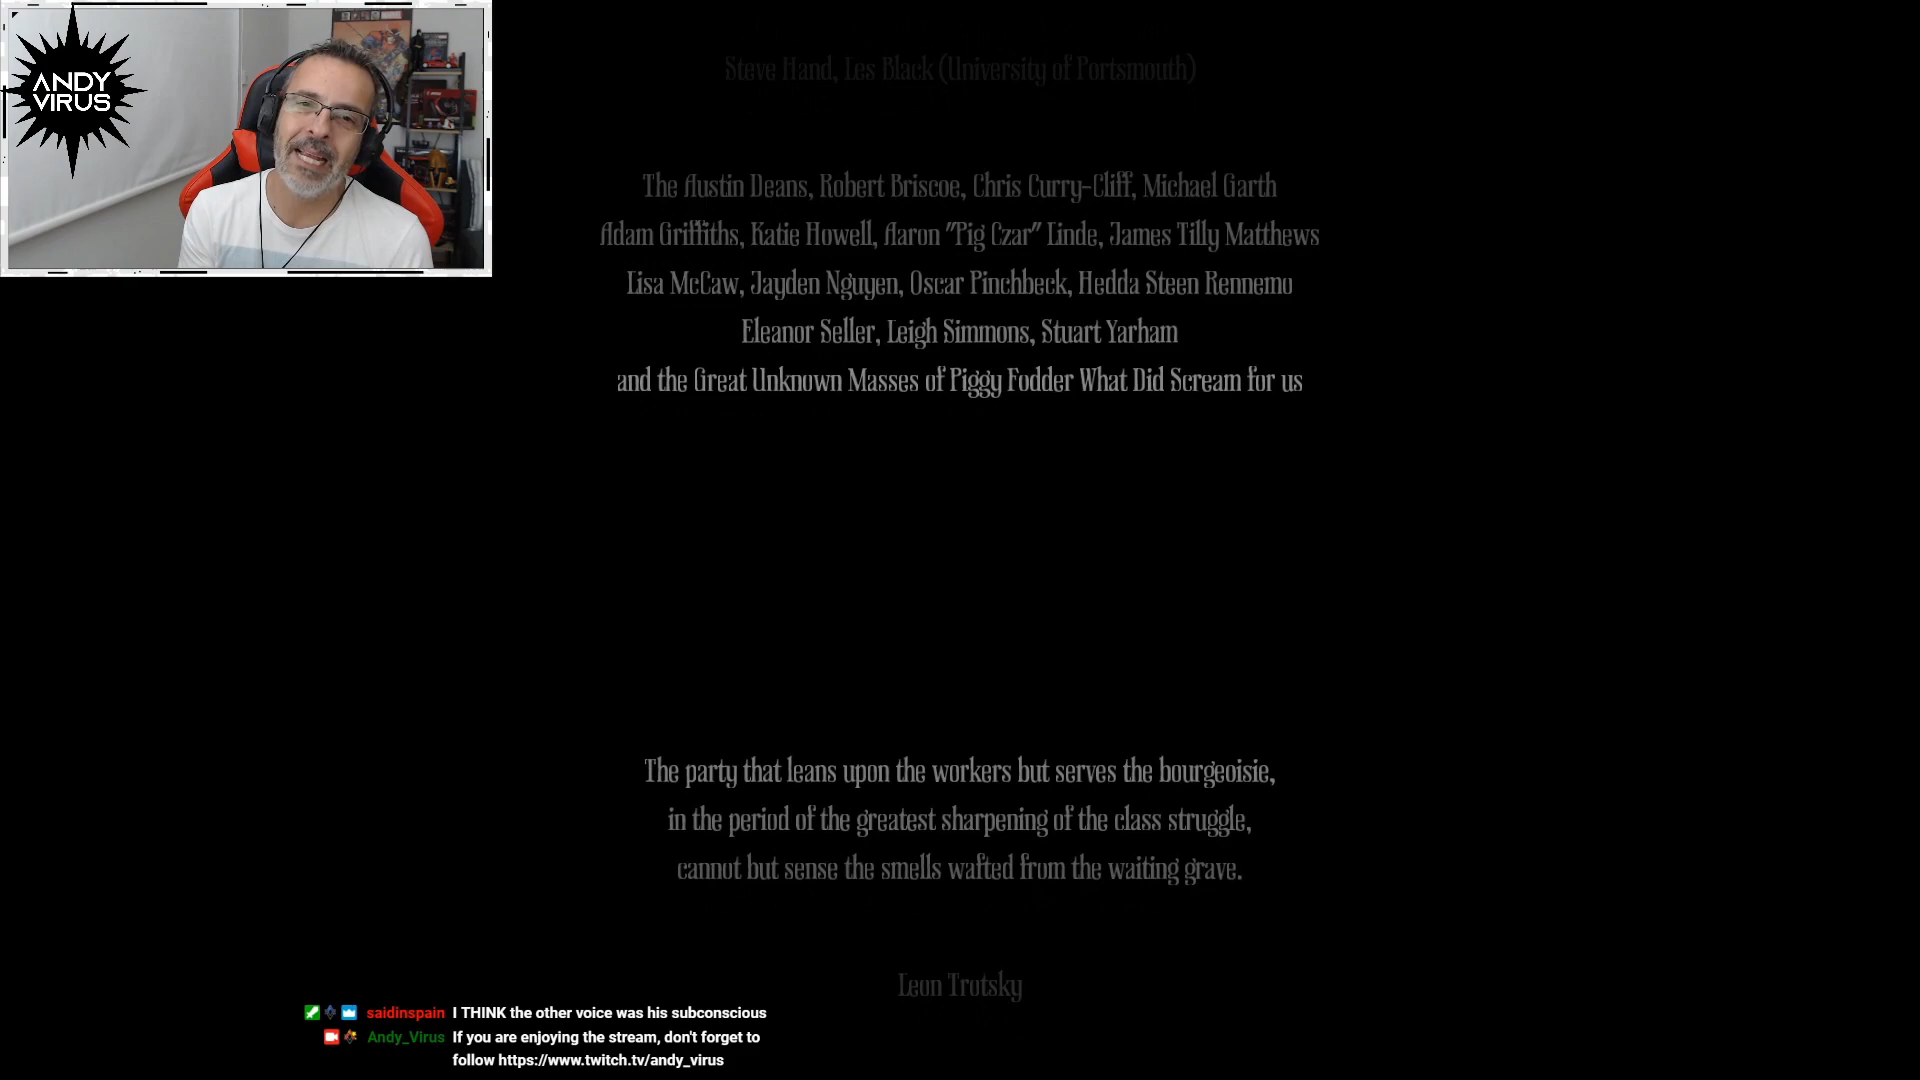 ANDY
VIRUS
Steve Hand, Les Black (University of Portsmouth)
The Austin Deans, Robert Briscoe, Chris Curry-Cliff, Michael Garth
Adam Griffiths, Katie Howell, Aaron "Pig Czar" Linde, James Tilly Matthews
Lisa McCaw, Jayden Nguyen, Oscar Pinchbeck, Hedda Steen Rennemo
Eleanor Seller, Leigh Simmons, Stuart Yarham
and the Great Unknown Masses of Piggy Fodder What Did Scream for us
The party that leans upon the workers but serves the bourgeoisie,
in the period of the greatest sharpening of the class struggle,
cannot but sense the smells wafted from the waiting grave.
Leon Trotsky
saidinspain I THINK the other voice was his subconscious
Andy_Virus If you are enjoying the stream, don't forget to
follow https://www.twitch.tv/andy_virus